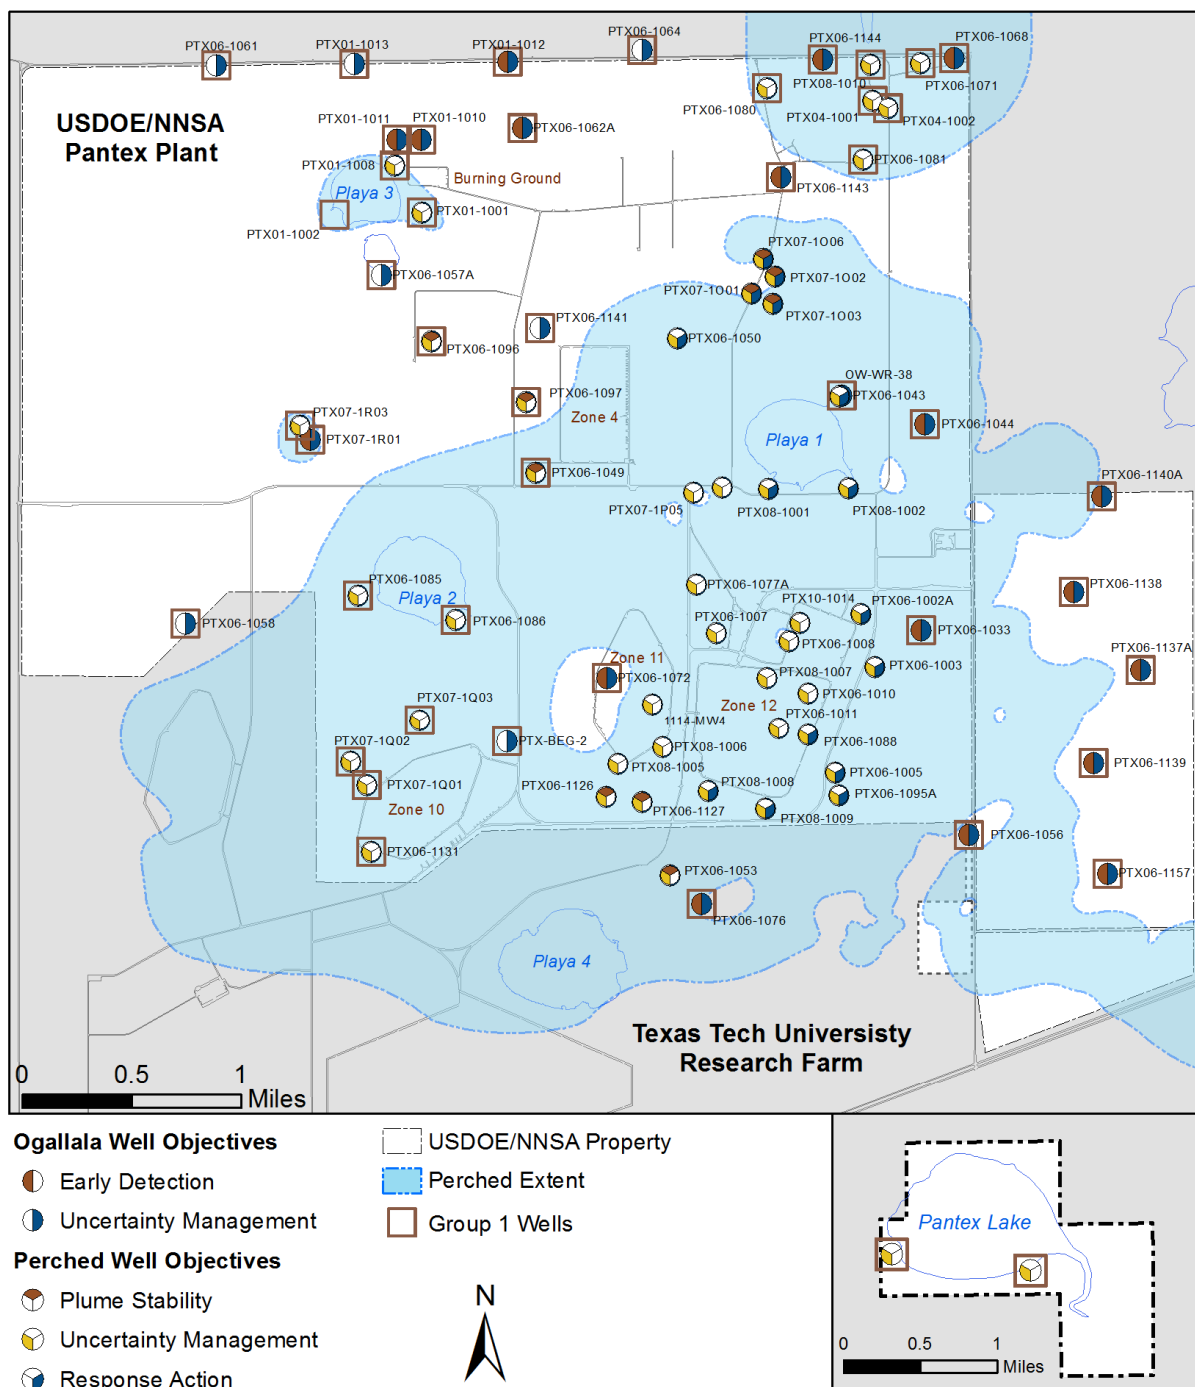 PTX06-1061
PTX01-1013
PTX01-1012
PTX06-1064
PTX06-1144
PTX06-1068
PTX08-1010
PTX06-1071
PTX06-1080
PTX04-1001
PTX04-1002
USDOE/NNSA
Pantex Plant
PTX01-1011
PTX01-1010
PTX06-1062A
PTX01-1008
Burning Ground
PTX06-1081
PTX06-1143
Playa 3
PTX01-1001
PTX01-1002
PTX07-1O06
PTX06-1057A
PTX07-1O02
PTX07-1O01
PTX07-1O03
PTX06-1141
PTX06-1050
PTX06-1096
OW-WR-38
PTX06-1043
PTX06-1097
Zone 4
PTX07-1R03
PTX07-1R01
Playa 1
PTX06-1044
PTX06-1049
PTX06-1140A
PTX07-1P05
PTX08-1001
PTX08-1002
PTX06-1085
PTX06-1077A
PTX06-1138
Playa 2
PTX10-1014
PTX06-1002A
PTX06-1058
PTX06-1086
PTX06-1007
PTX06-1033
PTX06-1008
PTX06-1137A
Zone 11
PTX06-1072
PTX08-1007
PTX06-1003
PTX07-1Q03
PTX06-1010
Zone 12
1114-MW4
PTX06-1011
PTX07-1Q02
PTX-BEG-2
PTX08-1006
PTX06-1088
PTX08-1005
PTX06-1139
PTX07-1Q01
PTX06-1126
PTX08-1008
PTX06-1005
PTX06-1095A
Zone 10
PTX06-1127
PTX08-1009
PTX06-1056
PTX06-1131
PTX06-1053
PTX06-1157
PTX06-1076
Playa 4
Texas Tech Universisty
Research Farm
0 0.5 1
Miles
Ogallala Well Objectives
Early Detection
Uncertainty Management
Perched Well Objectives
Plume Stability
Uncertainty Management
Response Action
USDOE/NNSA Property
Perched Extent
Group 1 Wells
N
Pantex Lake
0 0.5 1
Miles